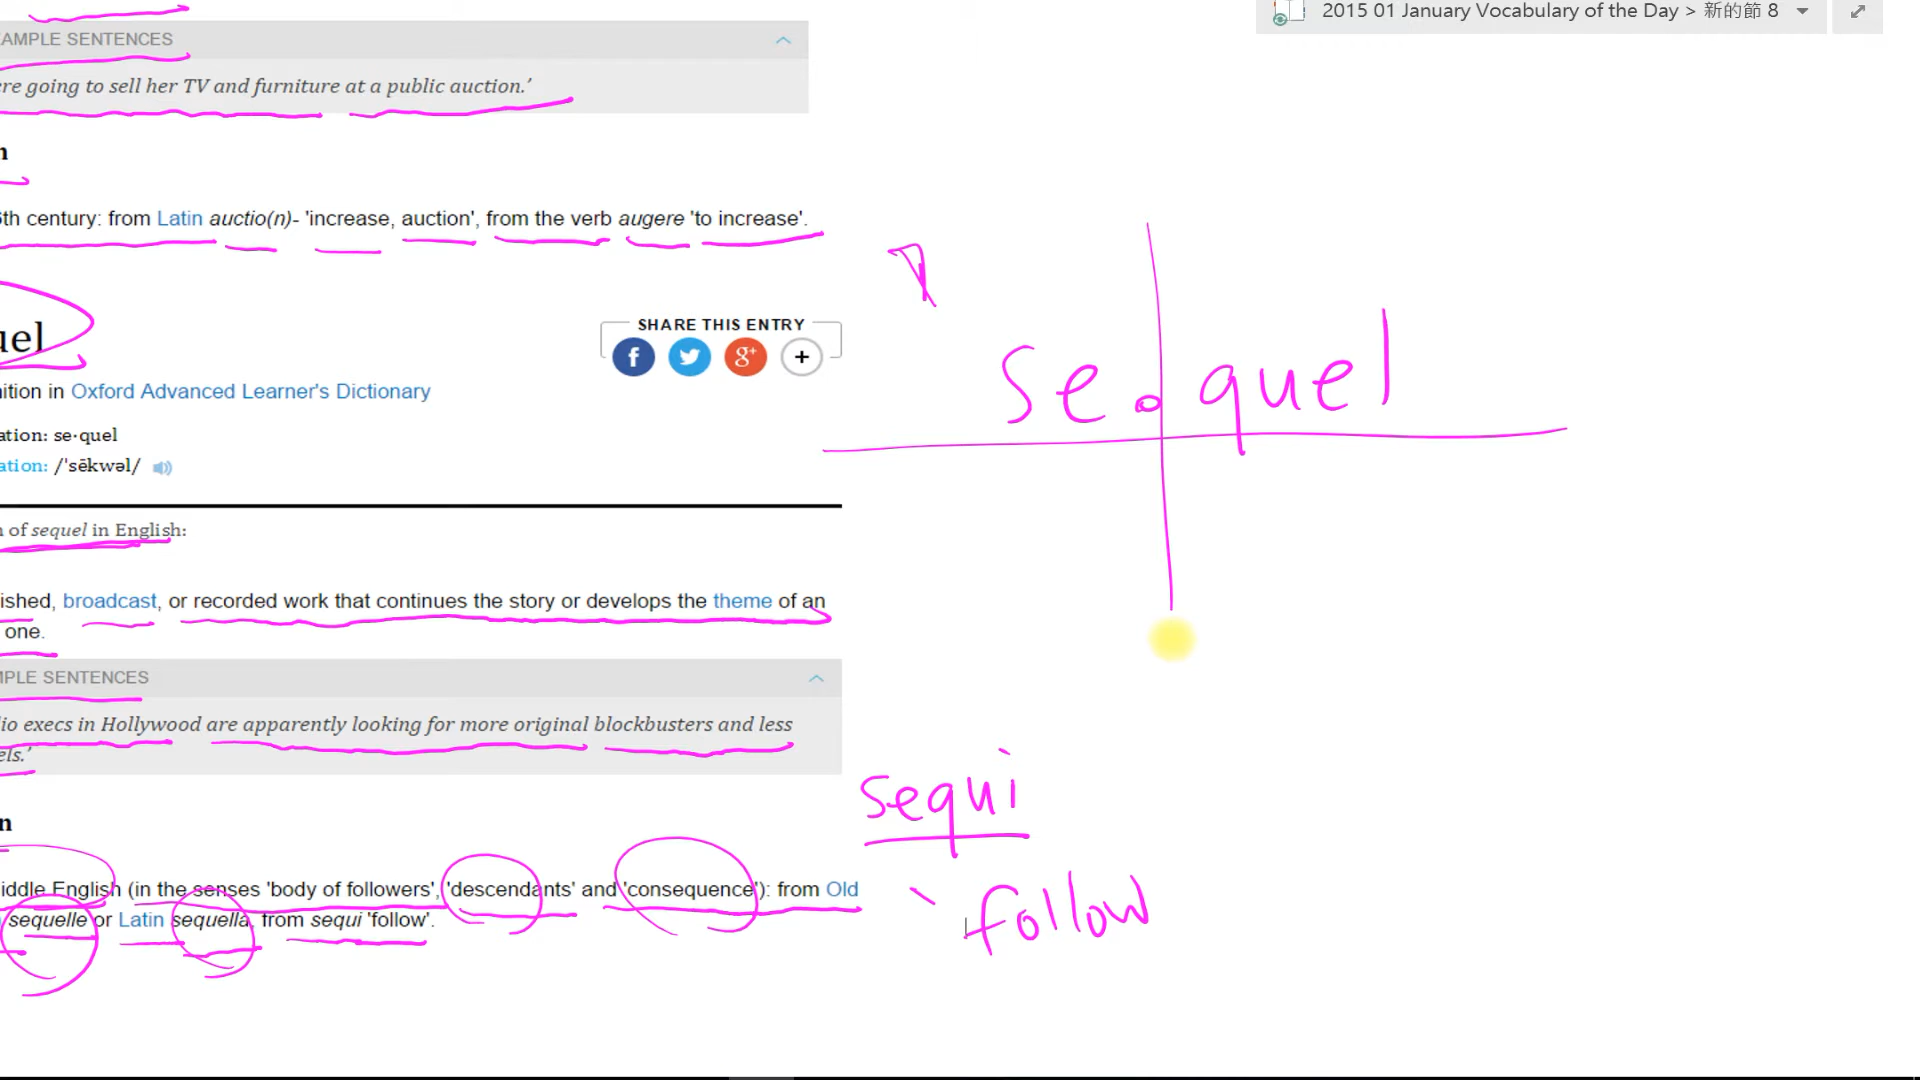 2015 01 January Vocabulary of the Day > 新的節 8
AMPLE SENTENCES
re going to sell her TV and furniture at a public auction.’
n
6th century: from Latin auctio(n)- 'increase, auction', from the verb augere 'to increase'.
uel
SHARE THIS ENTRY
nition in Oxford Advanced Learner's Dictionary
ation: se·quel
ation: /ˈsēkwəl/
n of sequel in English:
ished, broadcast, or recorded work that continues the story or develops the theme of an
one.
MPLE SENTENCES
io execs in Hollywood are apparently looking for more original blockbusters and less
els.’
n
iddle English (in the senses 'body of followers', 'descendants' and 'consequence'): from Old
sequelle or Latin sequella, from sequi 'follow'.
se.quel
sequi
follow